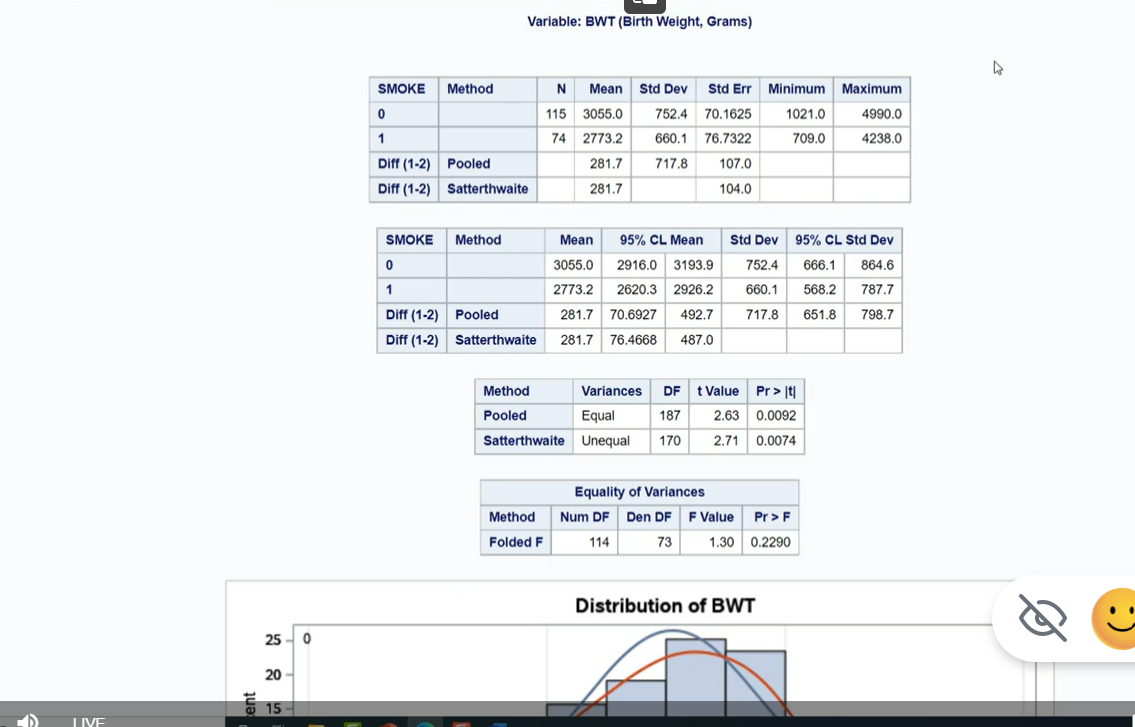 Variable: BWT (Birth Weight, Grams)
SMOKE Method N Mean Std Dev Std Err Minimum Maximum
0 115 3055.0 752.4 70.1625 1021.0 4990.0
1 74 2773.2 660.1 76.7322 709.0 4238.0
Diff (1-2) Pooled 281.7 717.8 107.0
Diff (1-2) Satterthwaite 281.7 104.0
SMOKE Method Mean 95% CL Mean Std Dev 95% CL Std Dev
0 3055.0 2916.0 3193.9 752.4 666.1 864.6
1 2773.2 2620.3 2926.2 660.1 568.2 787.7
Diff (1-2) Pooled 281.7 70.6927 492.7 717.8 651.8 798.7
Diff (1-2) Satterthwaite 281.7 76.4668 487.0
Method Variances DF t Value Pr > |t|
Pooled Equal 187 2.63 0.0092
Satterthwaite Unequal 170 2.71 0.0074
Equality of Variances
Method Num DF Den DF F Value Pr > F
Folded F 114 73 1.30 0.2290
Distribution of BWT
25 0
20
15
LIVE